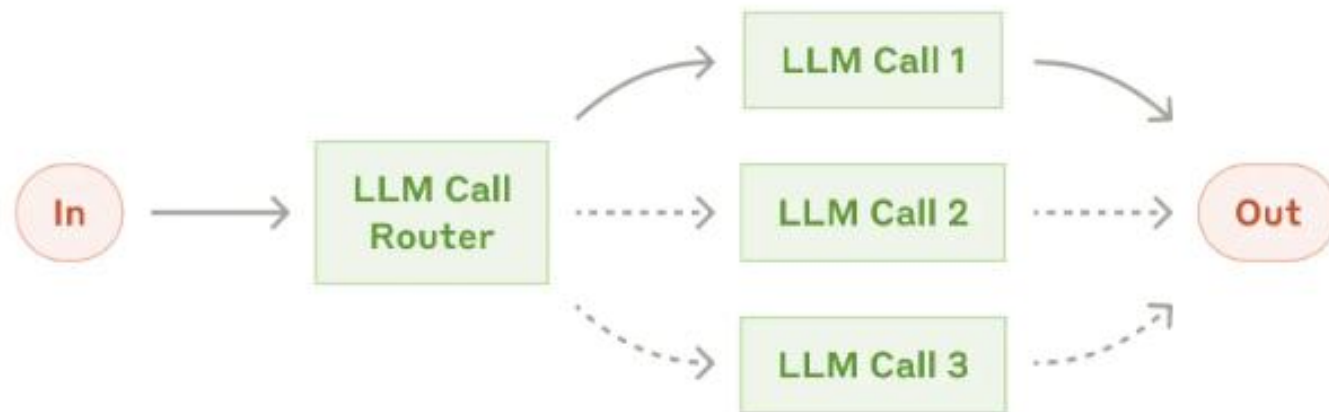 In
LLM Call
Router
LLM Call 1
LLM Call 2
LLM Call 3
Out